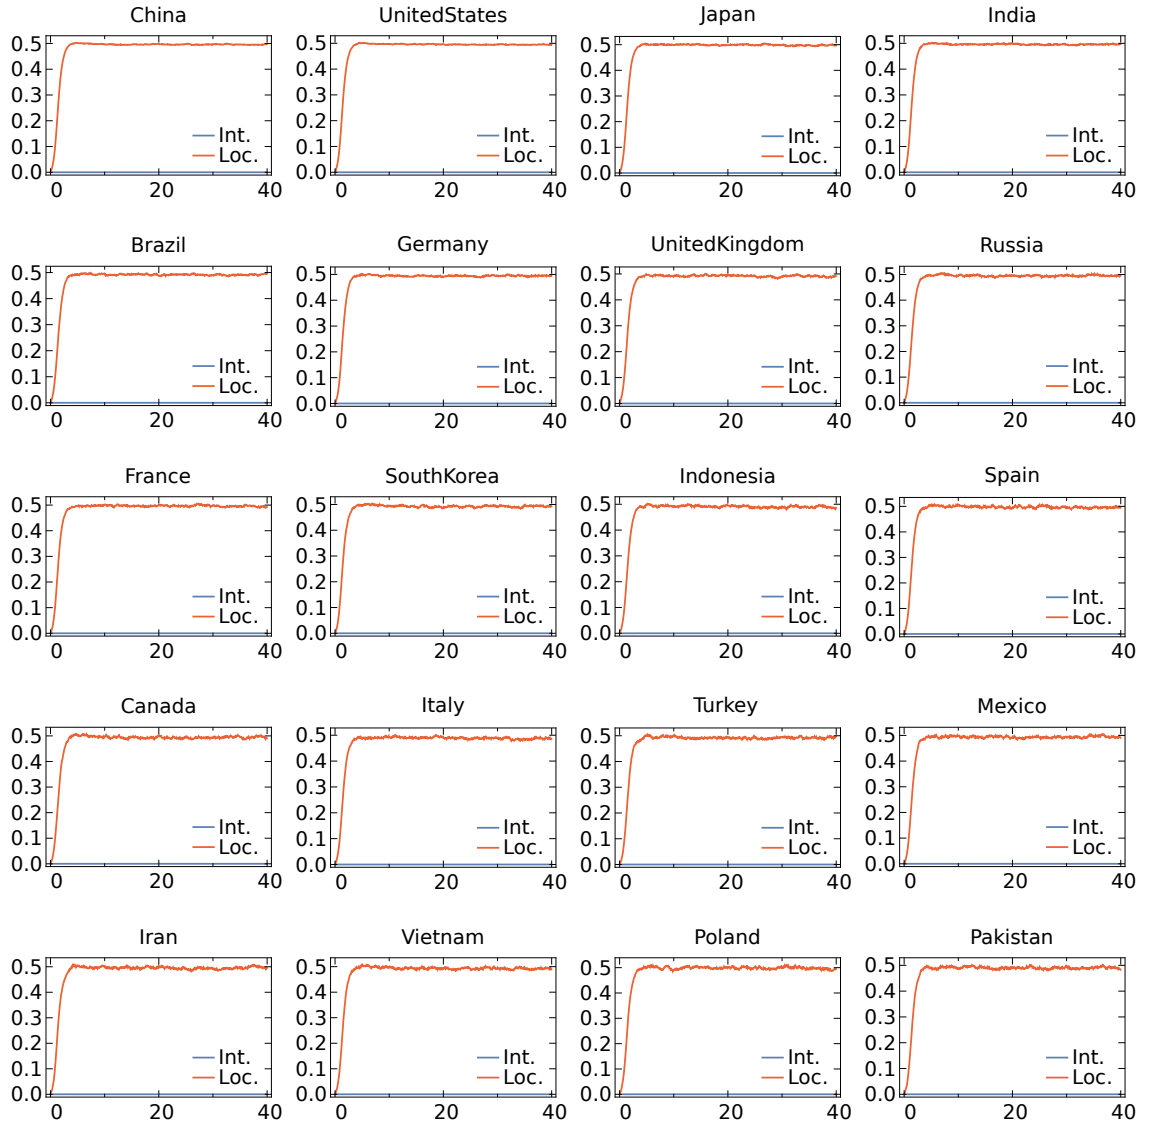 China UnitedStates Japan India
0.5 0.5 0.5 0.5
0.4 0.4 0.4 0.4
0.3 0.3 0.3 0.3
0.2 0.2 0.2 0.2
0.1 Int. 0.1 Int. 0.1 Int. 0.1 Int.
Loc. Loc. Loc. Loc.
0.0 0.0 0.0 0.0
0 20 40 0 20 40 0 20 40 0 20 40
Brazil Germany UnitedKingdom Russia
0.5 0.5 0.5 0.5
0.4 0.4 0.4 0.4
0.3 0.3 0.3 0.3
0.2 0.2 0.2 0.2
0.1 Int. 0.1 Int. 0.1 Int. 0.1 Int.
Loc. Loc. Loc. Loc.
0.0 0.0 0.0 0.0
0 20 40 0 20 40 0 20 40 0 20 40
France SouthKorea Indonesia Spain
0.5 0.5 0.5 0.5
0.4 0.4 0.4 0.4
0.3 0.3 0.3 0.3
0.2 0.2 0.2 0.2
0.1 Int. 0.1 Int. 0.1 Int. 0.1 Int.
Loc. Loc. Loc. Loc.
0.0 0.0 0.0 0.0
0 20 40 0 20 40 0 20 40 0 20 40
Canada Italy Turkey Mexico
0.5 0.5 0.5 0.5
0.4 0.4 0.4 0.4
0.3 0.3 0.3 0.3
0.2 0.2 0.2 0.2
0.1 Int. 0.1 Int. 0.1 Int. 0.1 Int.
Loc. Loc. Loc. Loc.
0.0 0.0 0.0 0.0
0 20 40 0 20 40 0 20 40 0 20 40
Iran Vietnam Poland Pakistan
0.5 0.5 0.5 0.5
0.4 0.4 0.4 0.4
0.3 0.3 0.3 0.3
0.2 0.2 0.2 0.2
0.1 Int. 0.1 Int. 0.1 Int. 0.1 Int.
Loc. Loc. Loc. Loc.
0.0 0.0 0.0 0.0
0 20 40 0 20 40 0 20 40 0 20 40